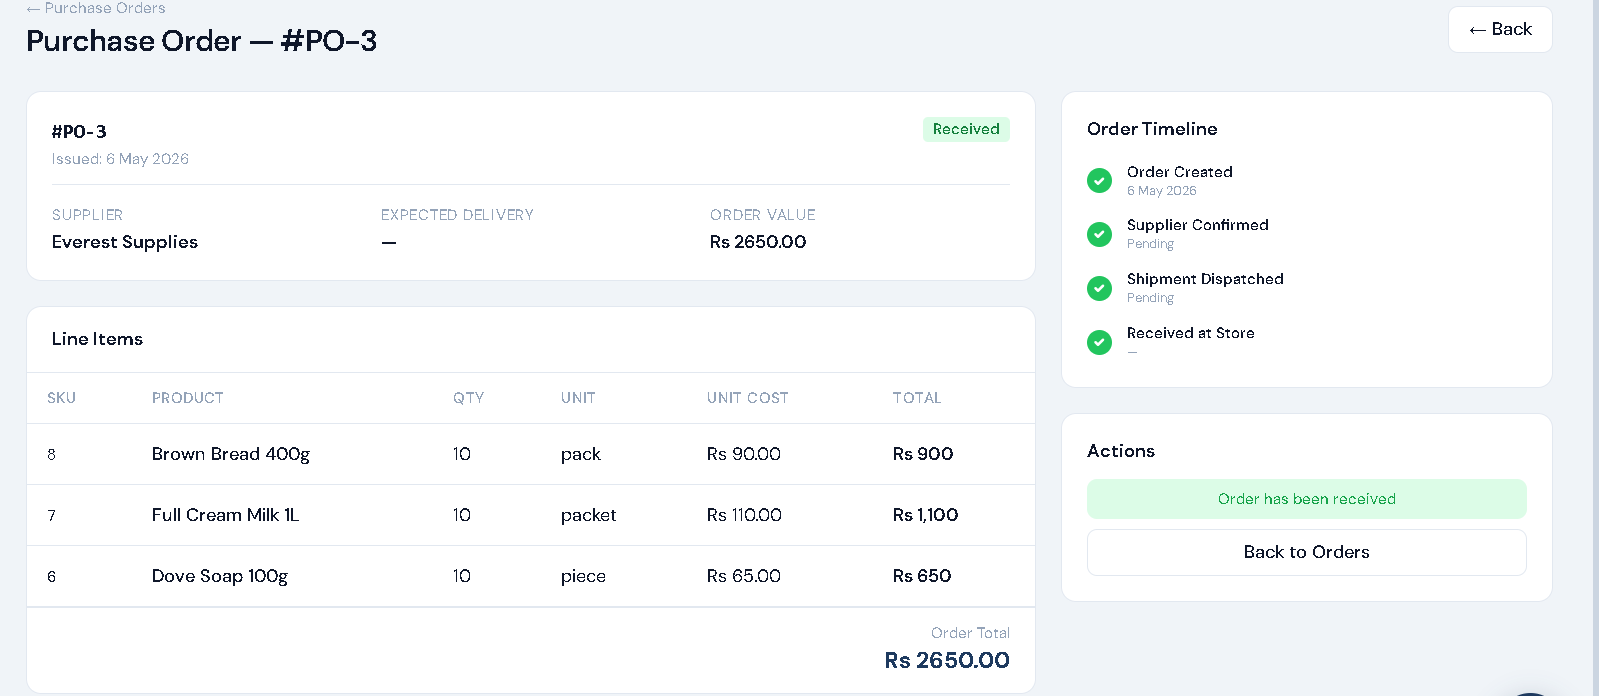 ← Purchase Orders
Purchase Order — #PO-3
← Back
#PO-3
Received
Issued: 6 May 2026
SUPPLIER EXPECTED DELIVERY ORDER VALUE
Everest Supplies — Rs 2650.00
Line Items
SKU PRODUCT QTY UNIT UNIT COST TOTAL
8 Brown Bread 400g 10 pack Rs 90.00 Rs 900
7 Full Cream Milk 1L 10 packet Rs 110.00 Rs 1,100
6 Dove Soap 100g 10 piece Rs 65.00 Rs 650
Order Total
Rs 2650.00
Order Timeline
Order Created
6 May 2026
Supplier Confirmed
Pending
Shipment Dispatched
Pending
Received at Store
—
Actions
Order has been received
Back to Orders